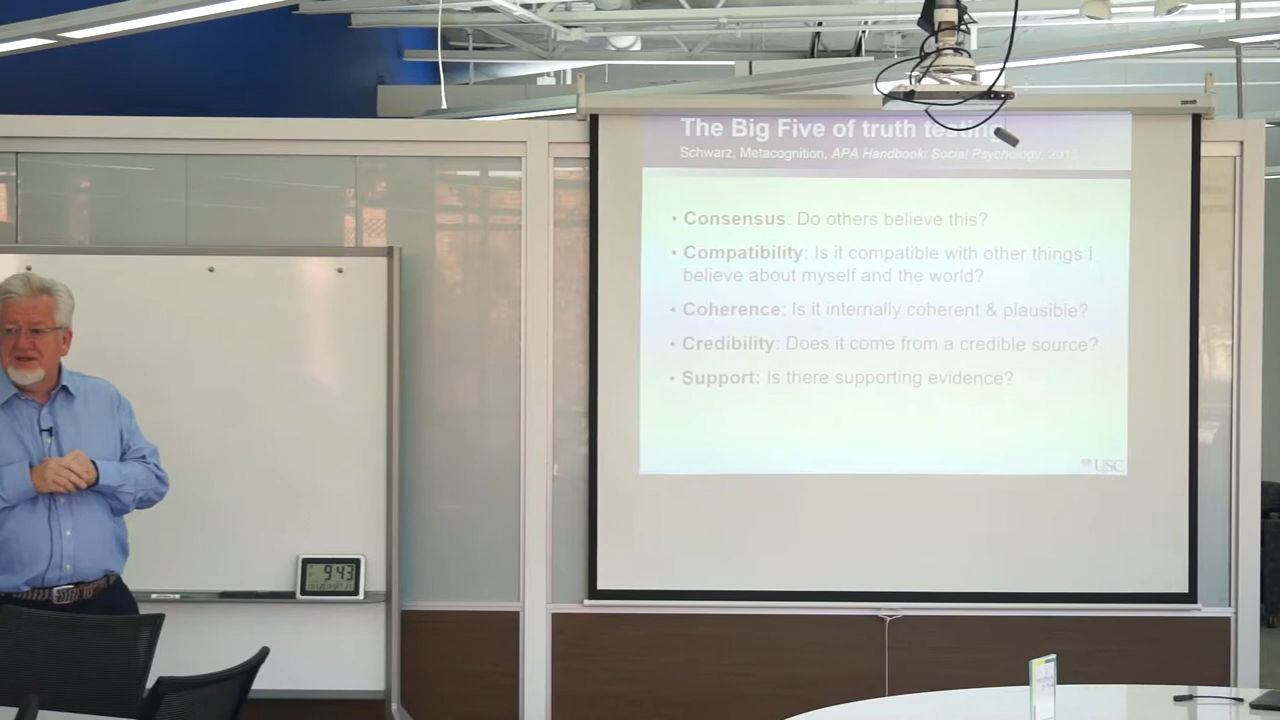 The Big Five of truth testing
Schwarz, Metacognition, APA Handbook: Social Psychology,
• Consensus: Do others believe this?
• Compatibility: Is it compatible with other things I
believe about myself and the world?
• Coherence: Is it internally coherent & plausible?
• Credibility: Does it come from a credible source?
• Support: Is there supporting evidence?
USC
9:43